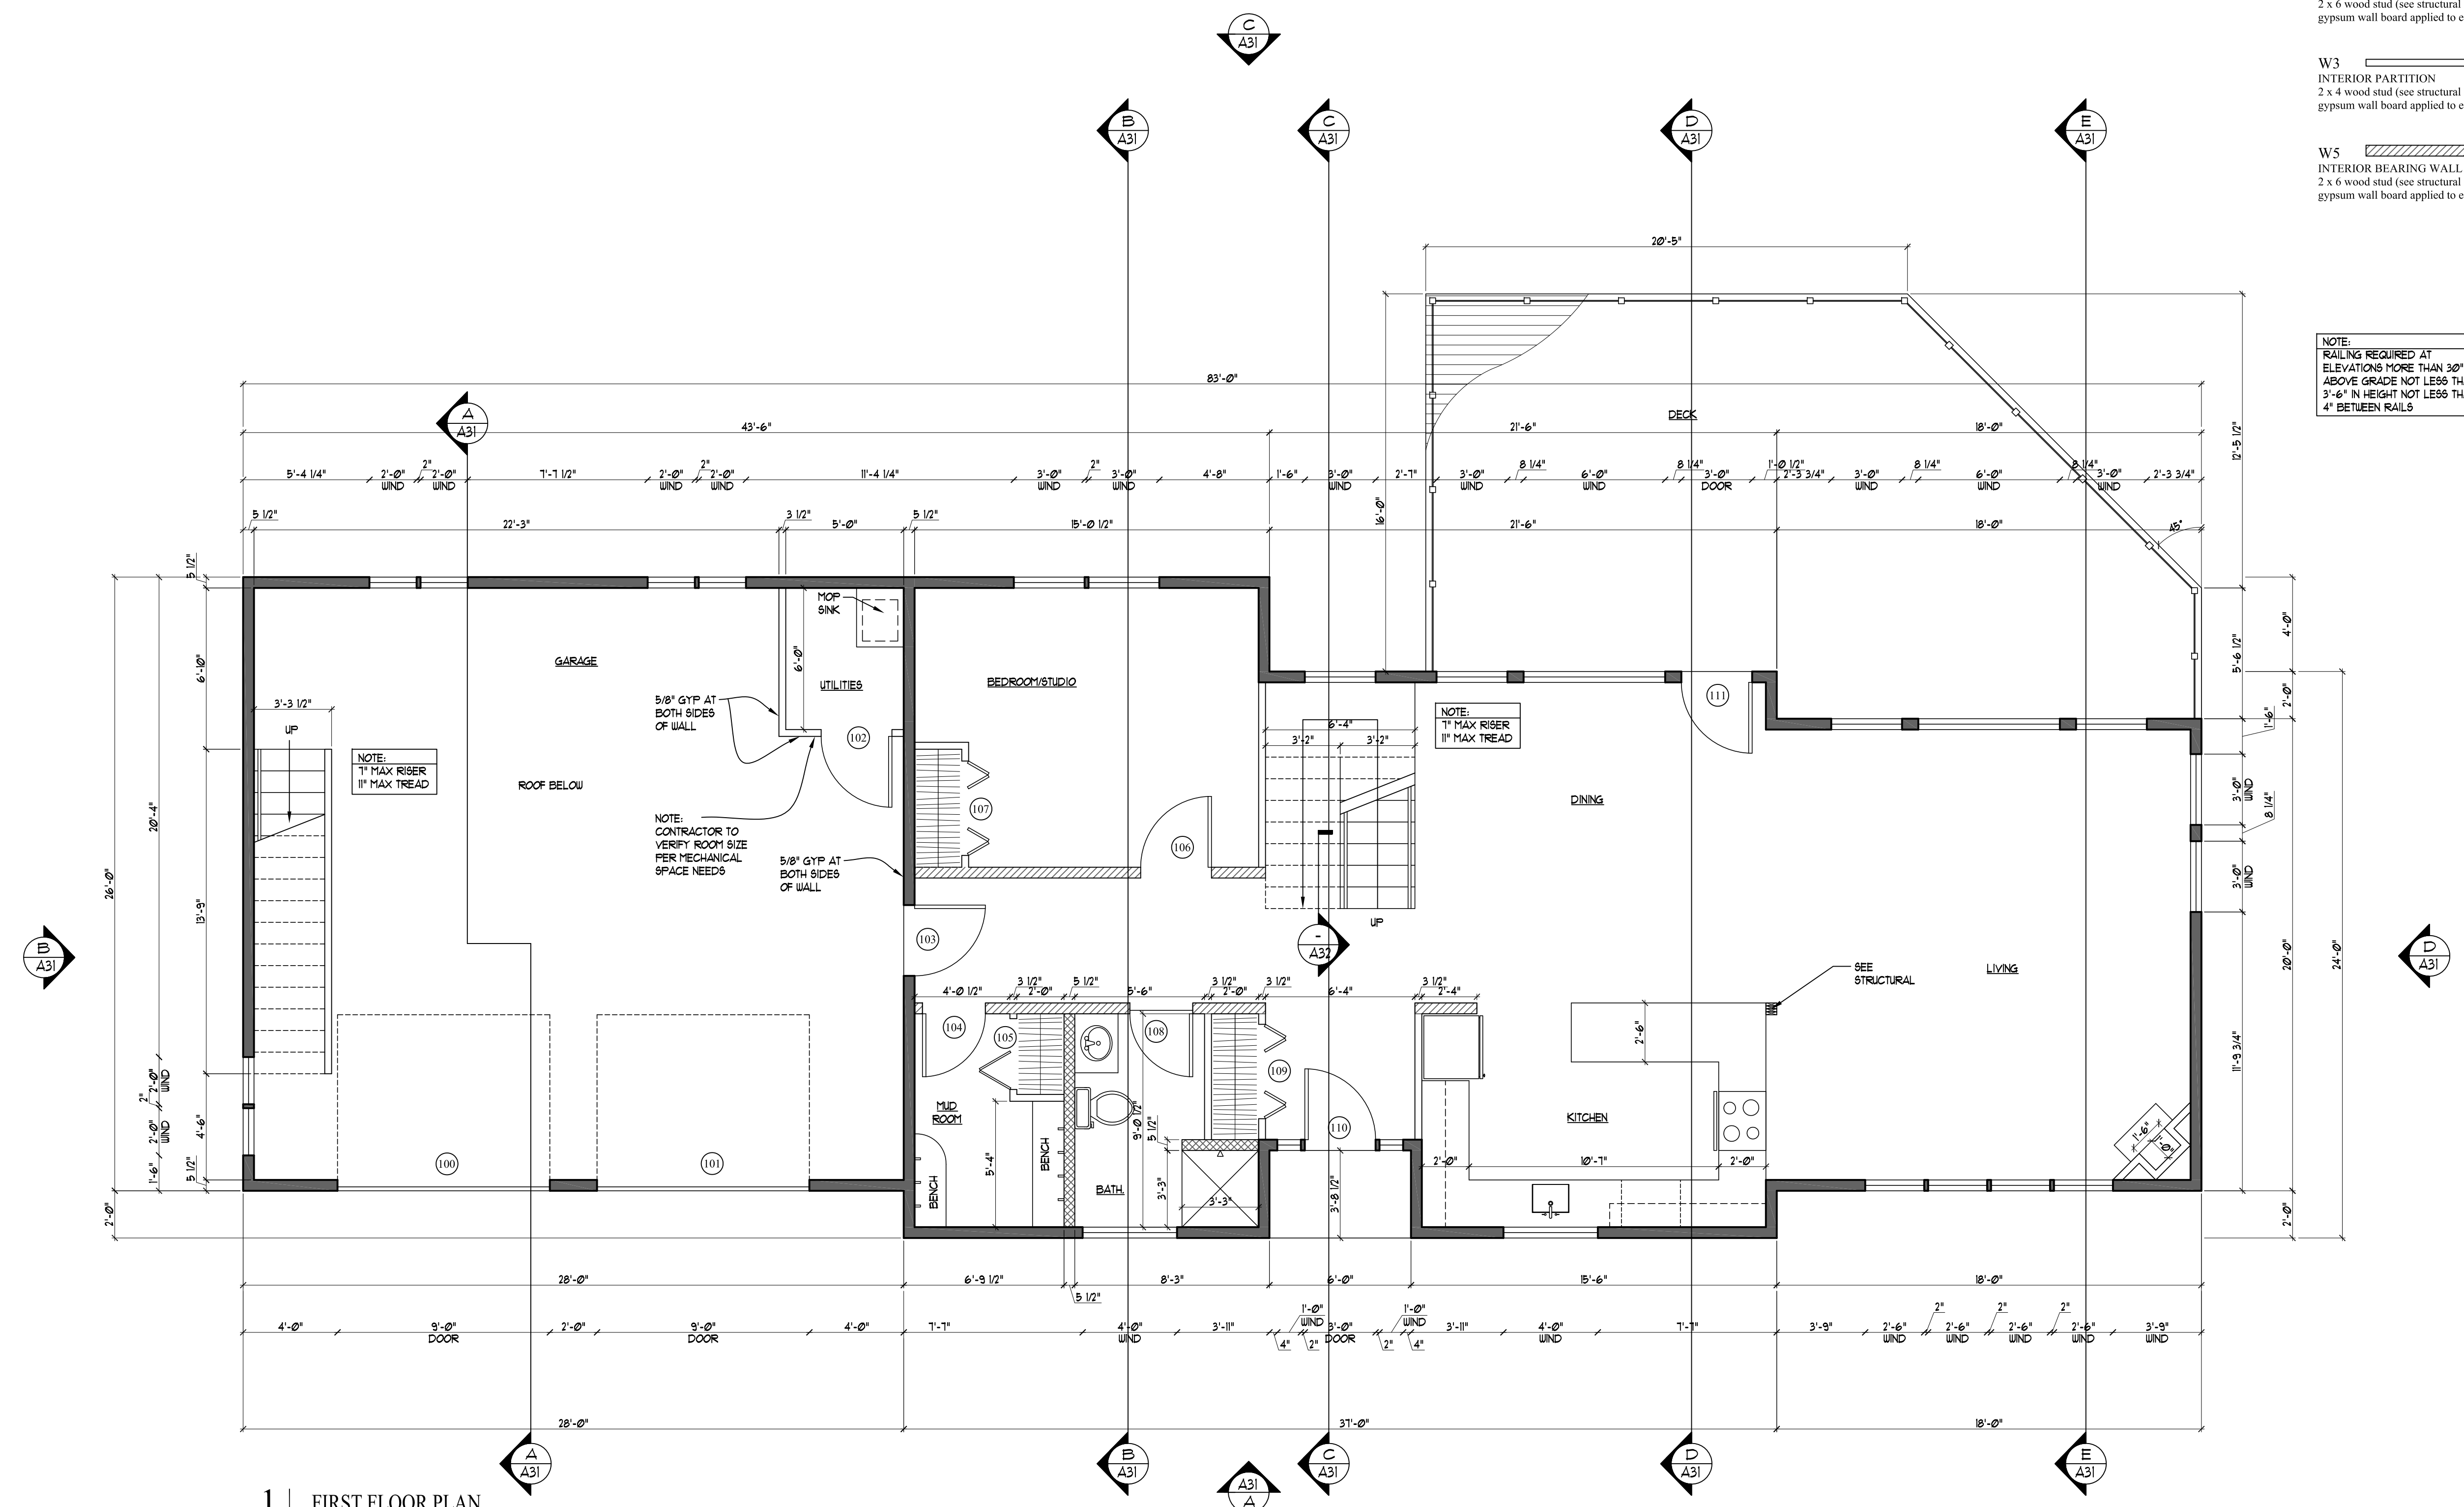 2 x 6 wood stud (see structural
gypsum wall board applied to e
W3
INTERIOR PARTITION
2 x 4 wood stud (see structural
gypsum wall board applied to e
W5
INTERIOR BEARING WALL
2 x 6 wood stud (see structural
gypsum wall board applied to e
C
A31
B
A31
C
A31
D
A31
E
A31
20'-5"
NOTE:
RAILING REQUIRED AT
ELEVATIONS MORE THAN 30"
ABOVE GRADE NOT LESS TH
3'-6" IN HEIGHT NOT LESS TH
4" BETWEEN RAILS
83'-0"
A
A31
DECK
43'-6"
21'-6"
18'-0"
12'-5 1/2"
5'-4 1/4"
2'-0"
WIND
2"
2'-0"
WIND
7'-7 1/2"
2'-0"
WIND
2"
2'-0"
WIND
11'-4 1/4"
3'-0"
WIND
2"
3'-0"
WIND
4'-8"
1'-6"
3'-0"
WIND
2'-7"
3'-0"
WIND
8 1/4"
6'-0"
WIND
8 1/4"
3'-0"
DOOR
1'-0 1/2"
2'-3 3/4"
3'-0"
WIND
8 1/4"
6'-0"
WIND
8 1/4"
3'-0"
WIND
2'-3 3/4"
5 1/2"
22'-3"
3 1/2"
5'-0"
5 1/2"
15'-0 1/2"
16'-0"
21'-6"
18'-0"
45°
5 1/2"
6'-10"
20'-4"
26'-0"
13'-9"
2'-0"
WIND
2"
2'-0"
WIND
1'-6"
4'-6"
5 1/2"
2'-0"
MOP
SINK
GARAGE
6'-0"
UTILITIES
BEDROOM/STUDIO
5/8" GYP AT
BOTH SIDES
OF WALL
3'-3 1/2"
UP
NOTE:
7" MAX RISER
11" MAX TREAD
102
ROOF BELOW
NOTE:
CONTRACTOR TO
VERIFY ROOM SIZE
PER MECHANICAL
SPACE NEEDS
5/8" GYP AT
BOTH SIDES
OF WALL
107
106
6'-4"
3'-2"
3'-2"
NOTE:
7" MAX RISER
11" MAX TREAD
111
DINING
4'-0"
5'-6 1/2"
2'-0"
1'-6"
3'-0"
WIND
8 1/4"
3'-0"
WIND
20'-0"
24'-0"
11'-9 3/4"
2'-0"
UP
-
A32
B
A31
D
A31
103
SEE
STRUCTURAL
LIVING
4'-0 1/2"
3 1/2"
2'-0"
5 1/2"
5'-6"
3 1/2"
2'-0"
3 1/2"
6'-4"
3 1/2"
2'-4"
104
105
108
109
2'-6"
MUD
ROOM
9'-0 1/2"
5 1/2"
110
KITCHEN
1'-6"
1'-0"
100
101
BENCH
5'-4"
BENCH
BATH.
3'-3"
3'-3"
3'-8 1/2"
2'-0"
10'-7"
2'-0"
28'-0"
6'-9 1/2"
5 1/2"
8'-3"
6'-0"
15'-6"
18'-0"
4'-0"
9'-0"
DOOR
2'-0"
9'-0"
DOOR
4'-0"
7'-7"
4'-0"
WIND
3'-11"
4"
1'-0"
WIND
2"
3'-0"
DOOR
2"
1'-0"
WIND
4"
3'-11"
4'-0"
WIND
7'-7"
3'-9"
2'-6"
WIND
2"
2'-6"
WIND
2"
2'-6"
WIND
2"
2'-6"
WIND
3'-9"
WIND
28'-0"
37'-0"
18'-0"
A
A31
B
A31
C
A31
D
A31
E
A31
A31
A
1
FIRST FLOOR PLAN